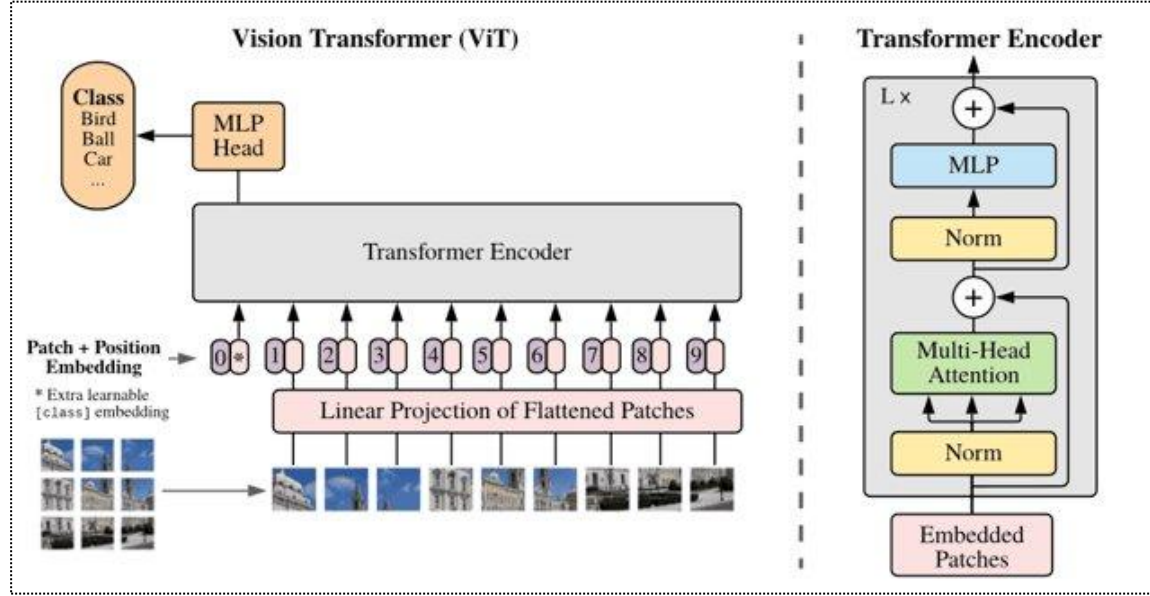 Vision Transformer (ViT)
Class
Bird
Ball
Car
...
MLP
Head
Transformer Encoder
Patch + Position
Embedding
* Extra learnable
[class] embedding
0 * 1 2 3 4 5 6 7 8 9
Linear Projection of Flattened Patches
Transformer Encoder
L ×
+
MLP
Norm
+
Multi-Head
Attention
Norm
Embedded
Patches